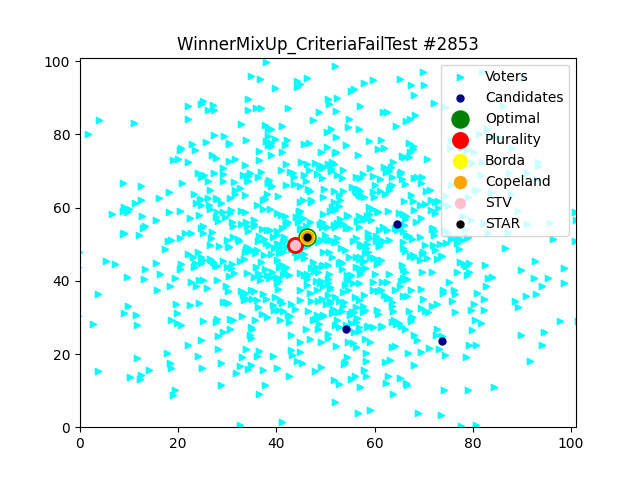 WinnerMixUp_CriteriaFailTest #2853
100
80
60
40
20
0
0
20
40
60
80
100
Voters
Candidates
Optimal
Plurality
Borda
Copeland
STV
STAR